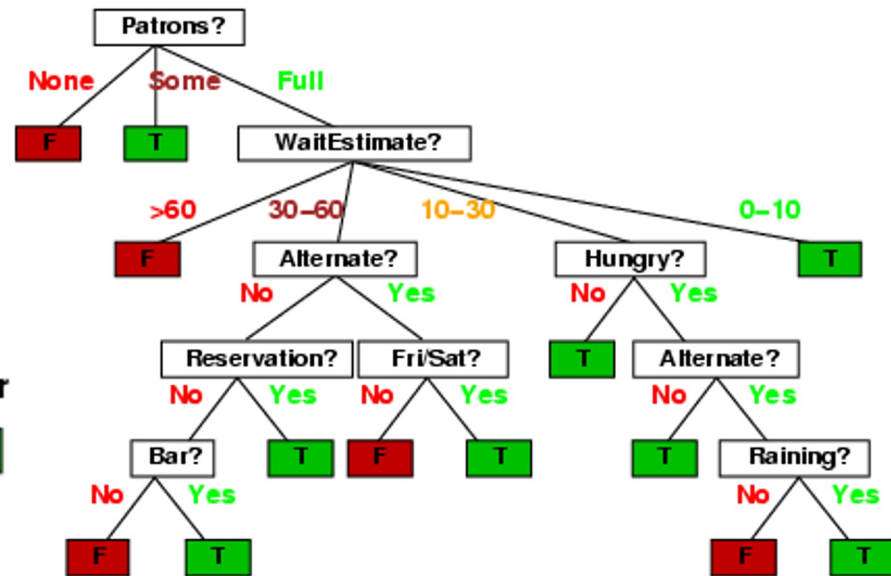 Patrons?
None Some Full
F T WaitEstimate?
>60 30–60 10–30 0–10
F Alternate? Hungry? T
No Yes No Yes
Reservation? Fri/Sat? T Alternate?
r
No Yes No Yes No Yes
Bar? T F T T Raining?
No Yes No Yes
F T F T